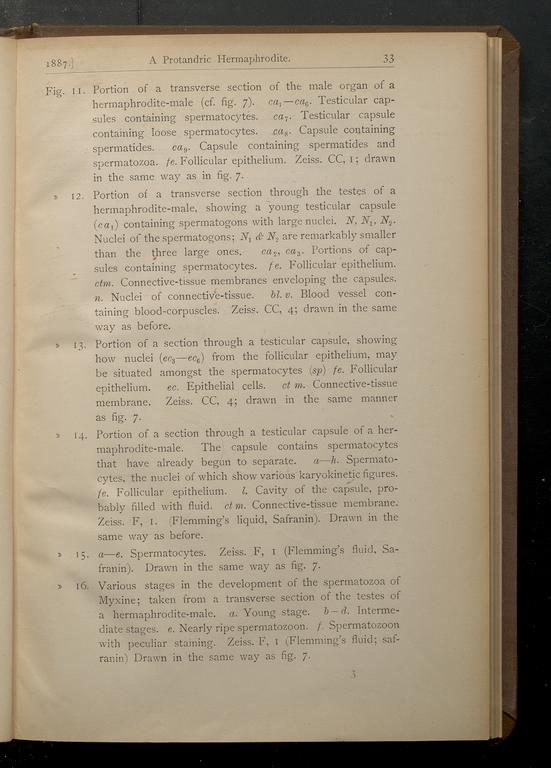 1887.] A Protandric Hermaphrodite. 33
Fig. 11. Portion of a transverse section of the male organ of a
hermaphrodite-male (cf. fig. 7). ca₁—ca₆. Testicular cap-
sules containing spermatocytes. ca₇. Testicular capsule
containing loose spermatocytes. ca₈. Capsule containing
spermatides. ca₉. Capsule containing spermatides and
spermatozoa. fe. Follicular epithelium. Zeiss. CC, 1; drawn
in the same way as in fig. 7.
» 12. Portion of a transverse section through the testes of a
hermaphrodite-male, showing a young testicular capsule
(ca₁) containing spermatogons with large nuclei. N, N₁, N₂.
Nuclei of the spermatogons; N₁ & N₂ are remarkably smaller
than the three large ones. ca₂, ca₃. Portions of cap-
sules containing spermatocytes. fe. Follicular epithelium.
ctm. Connective-tissue membranes enveloping the capsules.
n. Nuclei of connective-tissue. bl. v. Blood vessel con-
taining blood-corpuscles. Zeiss. CC, 4; drawn in the same
way as before.
» 13. Portion of a section through a testicular capsule, showing
how nuclei (ec₃—ec₆) from the follicular epithelium, may
be situated amongst the spermatocytes (sp) fe. Follicular
epithelium. ec. Epithelial cells. ct m. Connective-tissue
membrane. Zeiss. CC, 4; drawn in the same manner
as fig. 7.
» 14. Portion of a section through a testicular capsule of a her-
maphrodite-male. The capsule contains spermatocytes
that have already begun to separate. a—h. Spermato-
cytes, the nuclei of which show various karyokinetic figures.
fe. Follicular epithelium. l. Cavity of the capsule, pro-
bably filled with fluid. ct m. Connective-tissue membrane.
Zeiss. F, 1. (Flemming's liquid, Safranin). Drawn in the
same way as before.
» 15. a—e. Spermatocytes. Zeiss. F, 1 (Flemming's fluid, Sa-
franin). Drawn in the same way as fig. 7.
» 16. Various stages in the development of the spermatozoa of
Myxine; taken from a transverse section of the testes of
a hermaphrodite-male. a. Young stage. b—d. Interme-
diate stages. e. Nearly ripe spermatozoon. f. Spermatozoon
with peculiar staining. Zeiss. F, 1 (Flemming's fluid; saf-
ranin) Drawn in the same way as fig. 7.
3